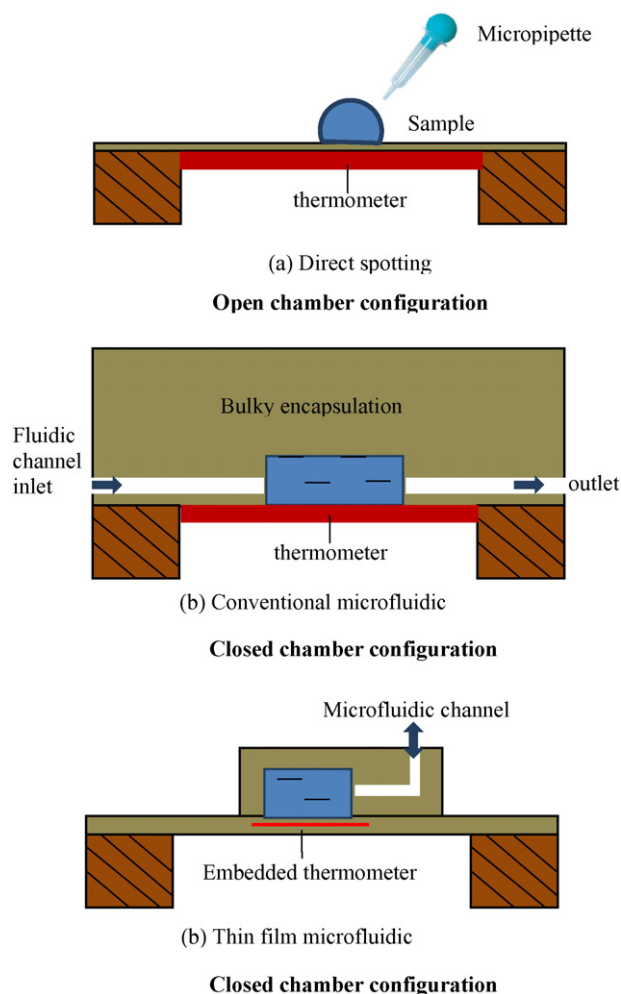 Micropipette
Sample
thermometer
(a) Direct spotting
Open chamber configuration
Bulky encapsulation
Fluidic
channel
inlet
outlet
thermometer
(b) Conventional microfluidic
Closed chamber configuration
Microfluidic channel
Embedded thermometer
(b) Thin film microfluidic
Closed chamber configuration